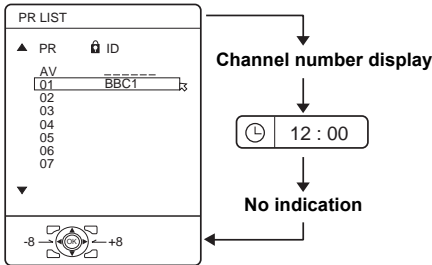 PR LIST
PR ID
AV _ _ _ _ _ _
01 BBC1
02
03
04
05
06
07
-8 OK +8
Channel number display
12 : 00
No indication